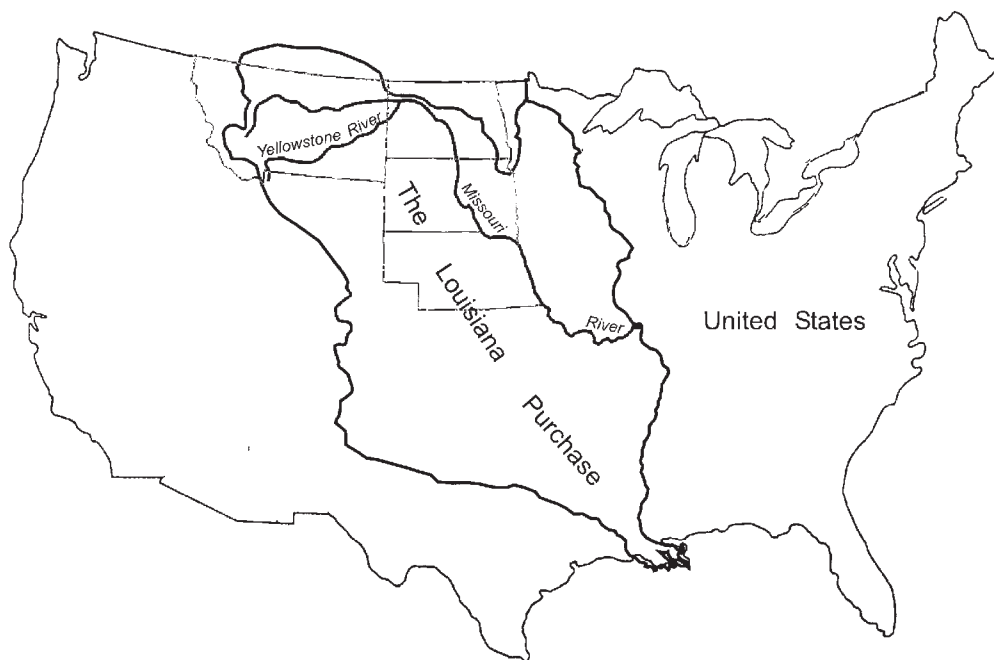 Yellowstone River
The
Missouri
Louisiana
River
United States
Purchase